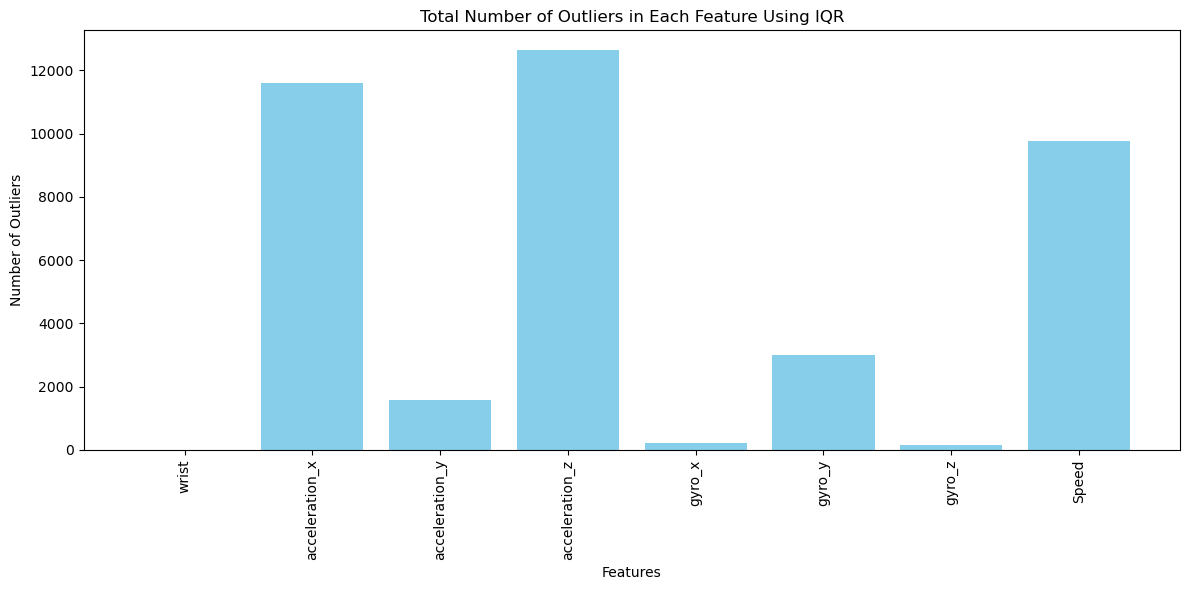 Total Number of Outliers in Each Feature Using IQR
Number of Outliers
12000
10000
8000
6000
4000
2000
0
wrist
acceleration_x
acceleration_y
acceleration_z
gyro_x
gyro_y
gyro_z
Speed
Features